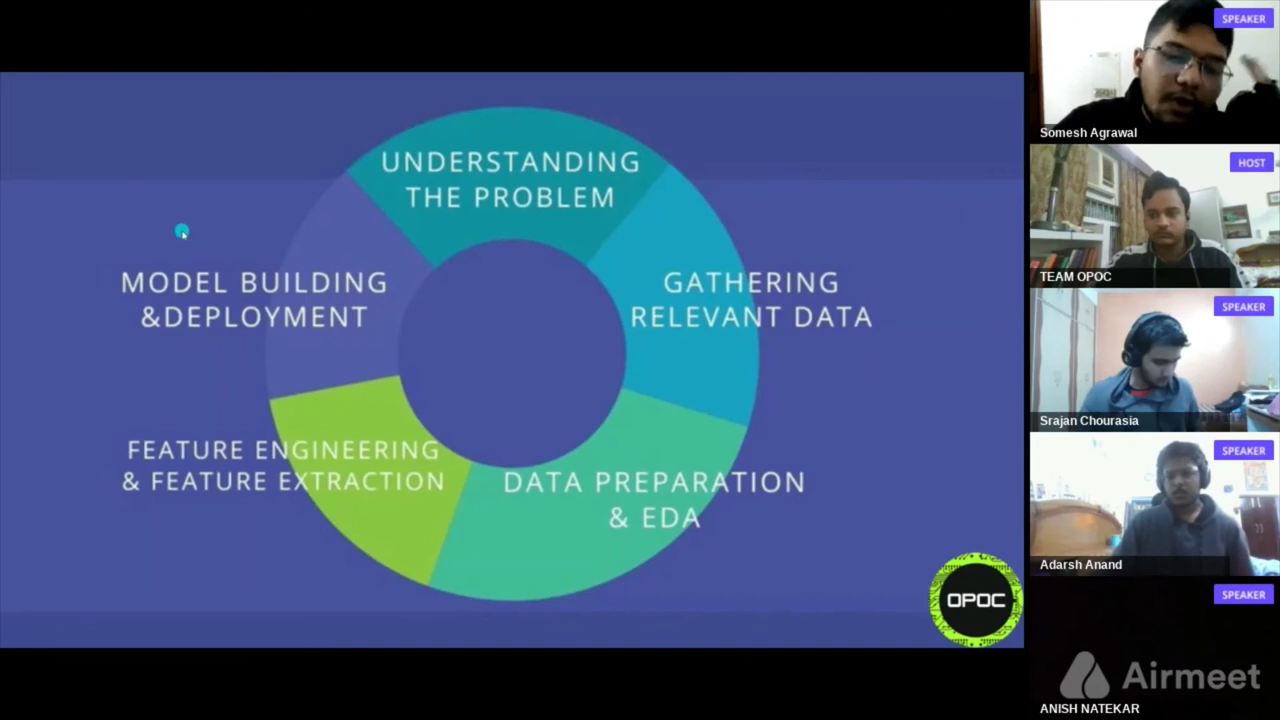 UNDERSTANDING
THE PROBLEM
MODEL BUILDING
&DEPLOYMENT
GATHERING
RELEVANT DATA
FEATURE ENGINEERING
& FEATURE EXTRACTION
DATA PREPARATION
& EDA
OPOC
SPEAKER
Somesh Agrawal
HOST
TEAM OPOC
SPEAKER
Srajan Chourasia
SPEAKER
Adarsh Anand
SPEAKER
Airmeet
ANISH NATEKAR